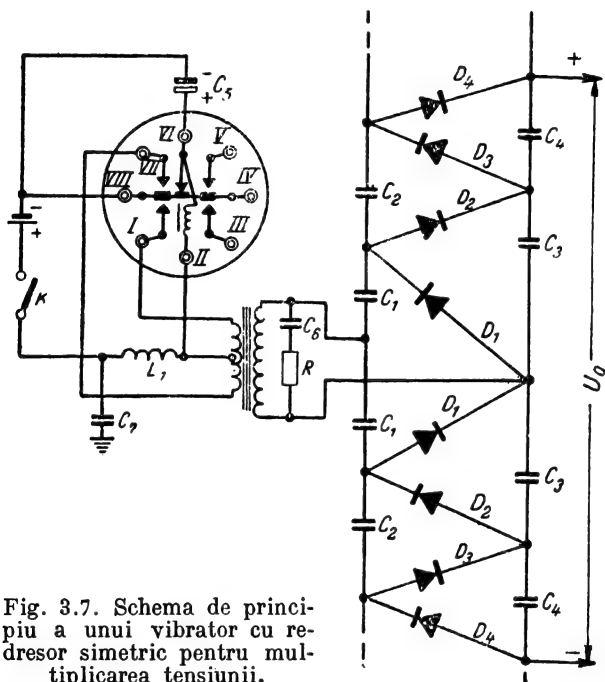 D4
+
− C5
+
VI
V
C4
VII
D3
VIII
IV
C2
D2
−
+
I
III
C3
II
K
C1
D1
C6
L1
R
U0
C7
C1
D1
C3
C2
D2
D3
C4
D4
−
Fig. 3.7. Schema de princi-
piu a unui vibrator cu re-
dresor simetric pentru mul-
tiplicarea tensiunii.